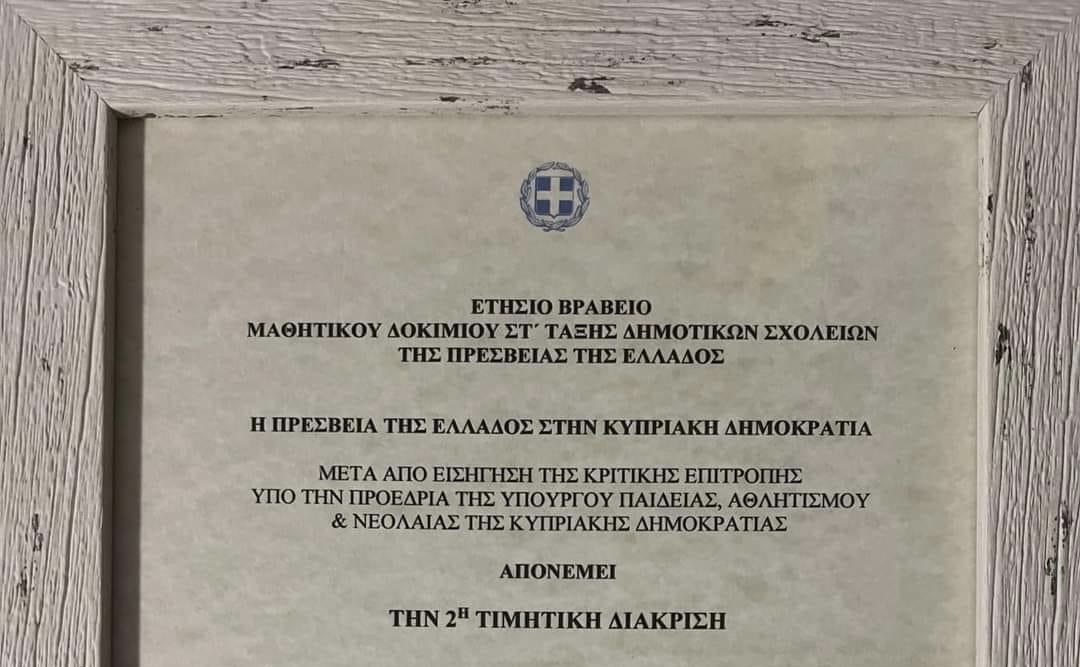 ΕΤΗΣΙΟ ΒΡΑΒΕΙΟ
ΜΑΘΗΤΙΚΟΥ ΔΟΚΙΜΙΟΥ ΣΤ΄ ΤΑΞΗΣ ΔΗΜΟΤΙΚΩΝ ΣΧΟΛΕΙΩΝ
ΤΗΣ ΠΡΕΣΒΕΙΑΣ ΤΗΣ ΕΛΛΑΔΟΣ
Η ΠΡΕΣΒΕΙΑ ΤΗΣ ΕΛΛΑΔΟΣ ΣΤΗΝ ΚΥΠΡΙΑΚΗ ΔΗΜΟΚΡΑΤΙΑ
ΜΕΤΑ ΑΠΟ ΕΙΣΗΓΗΣΗ ΤΗΣ ΚΡΙΤΙΚΗΣ ΕΠΙΤΡΟΠΗΣ
ΥΠΟ ΤΗΝ ΠΡΟΕΔΡΙΑ ΤΗΣ ΥΠΟΥΡΓΟΥ ΠΑΙΔΕΙΑΣ, ΑΘΛΗΤΙΣΜΟΥ
& ΝΕΟΛΑΙΑΣ ΤΗΣ ΚΥΠΡΙΑΚΗΣ ΔΗΜΟΚΡΑΤΙΑΣ
ΑΠΟΝΕΜΕΙ
ΤΗΝ 2Η ΤΙΜΗΤΙΚΗ ΔΙΑΚΡΙΣΗ